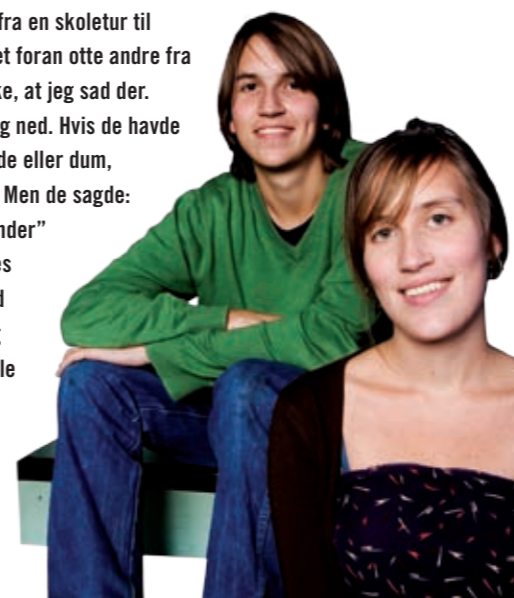 fra en skoletur til
et foran otte andre fra
ke, at jeg sad der.
g ned. Hvis de havde
de eller dum,
Men de sagde:
nder”
es
d
g
le